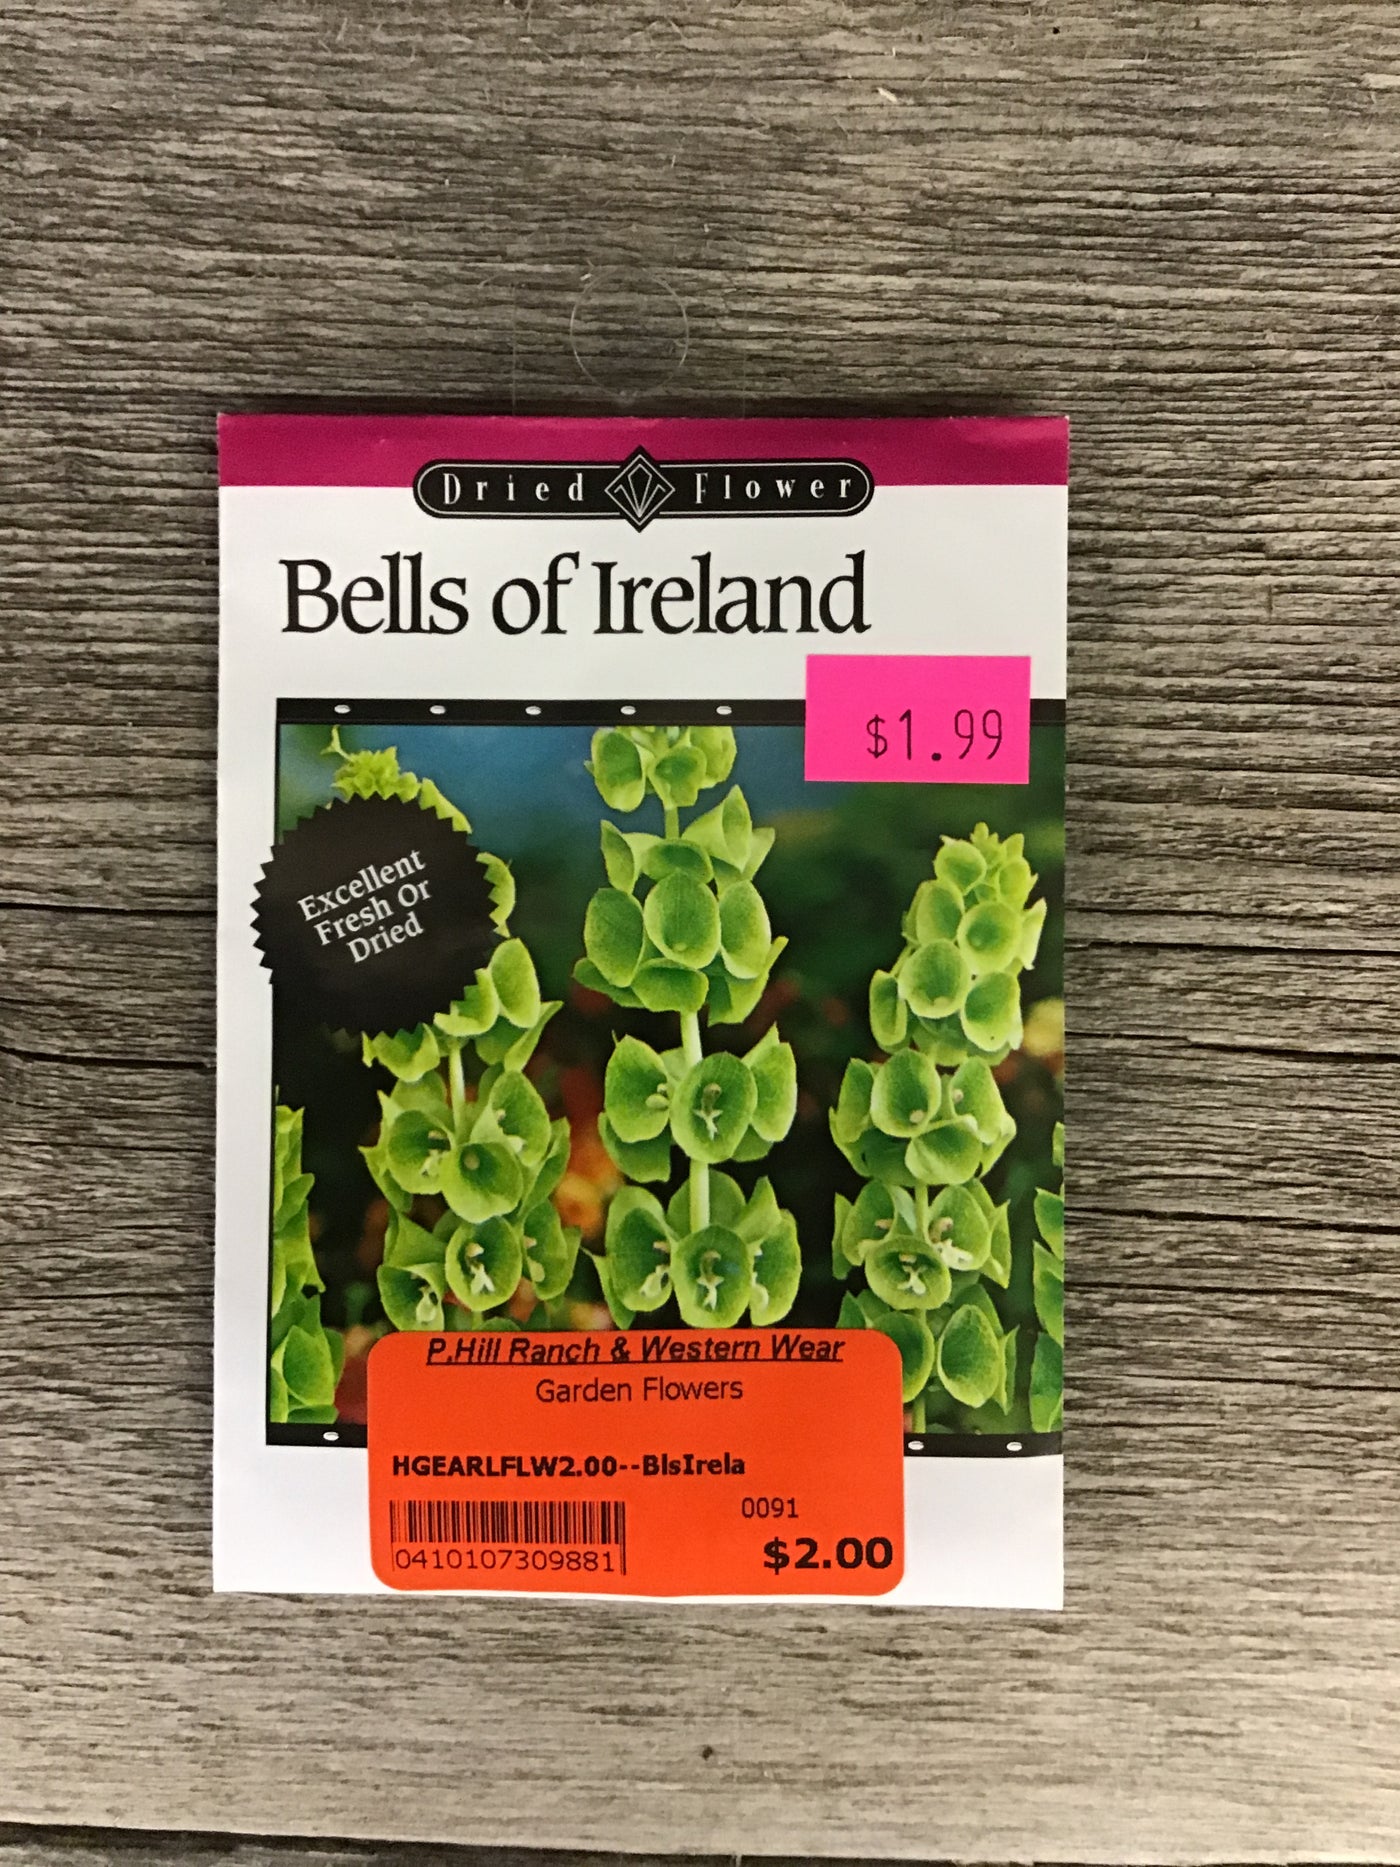 Dried Flower
Bells of Ireland
$1.99
Excellent
Fresh Or
Dried
P.Hill Ranch & Western Wear
Garden Flowers
HGEARLFLW2.00--BlsIrela
0091
0410107309881
$2.00